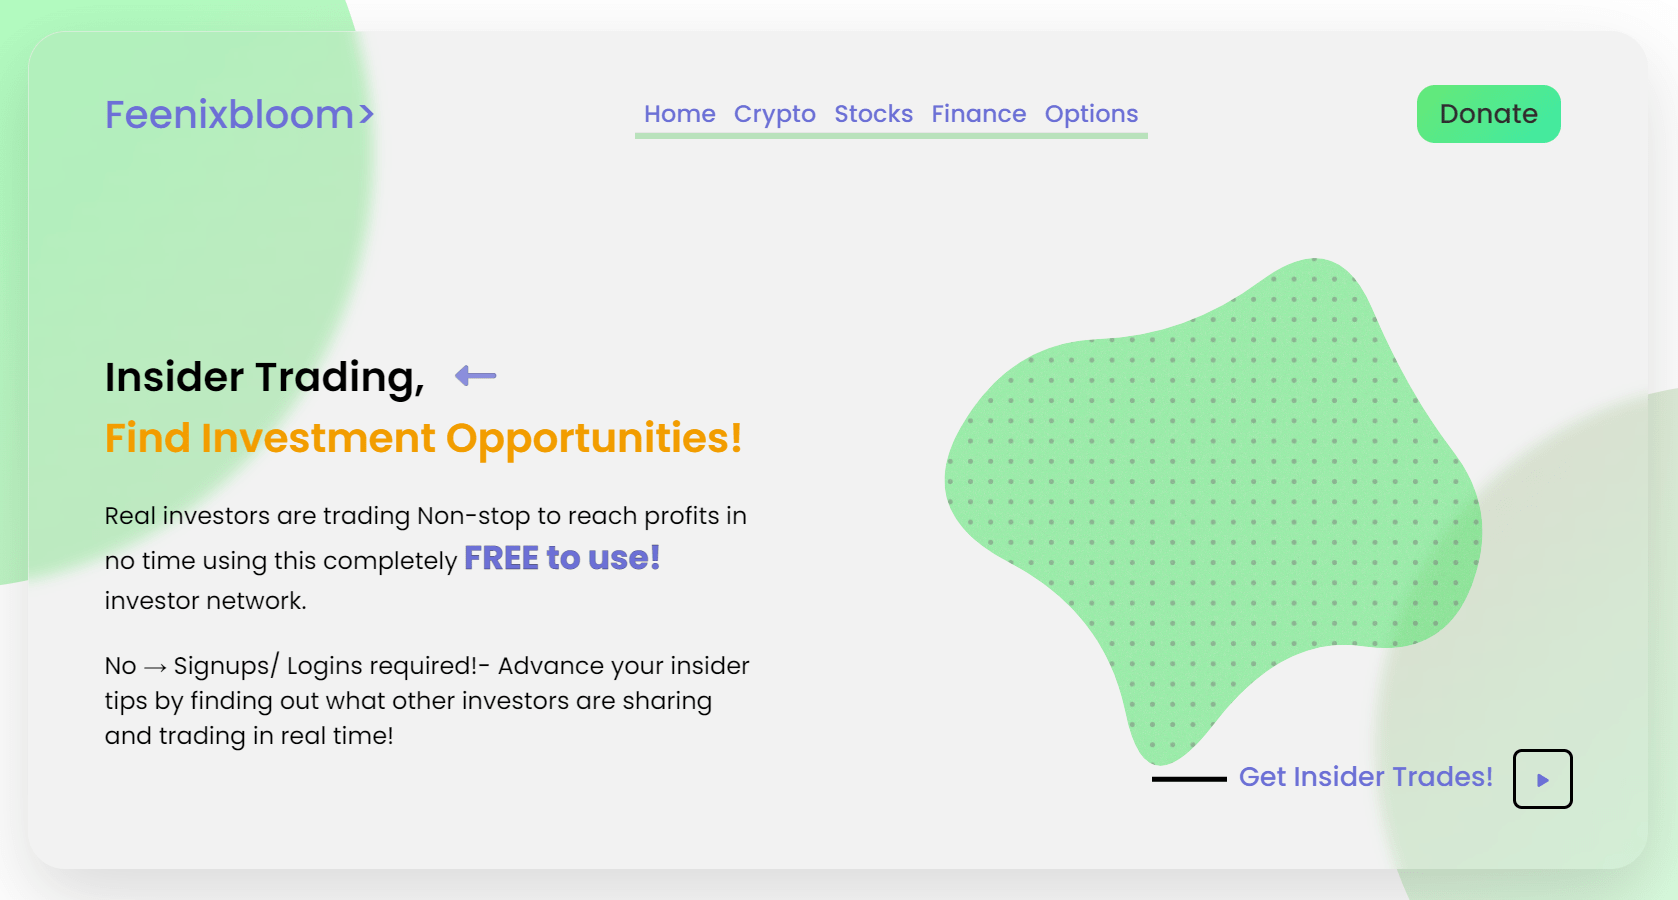 Feenixbloom>
Home Crypto Stocks Finance Options
Donate
Insider Trading,
Find Investment Opportunities!
Real investors are trading Non-stop to reach profits in
no time using this completely FREE to use!
investor network.
No → Signups/ Logins required!- Advance your insider
tips by finding out what other investors are sharing
and trading in real time!
Get Insider Trades!